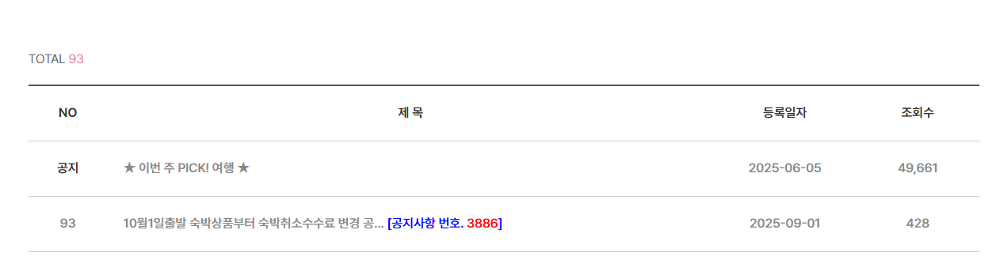 TOTAL 93
NO 제 목 등록일자 조회수
공지 ★ 이번 주 PICK! 여행 ★ 2025-06-05 49,661
93 10월1일출발 숙박상품부터 숙박취소수수료 변경 공... [공지사항 번호. 3886] 2025-09-01 428